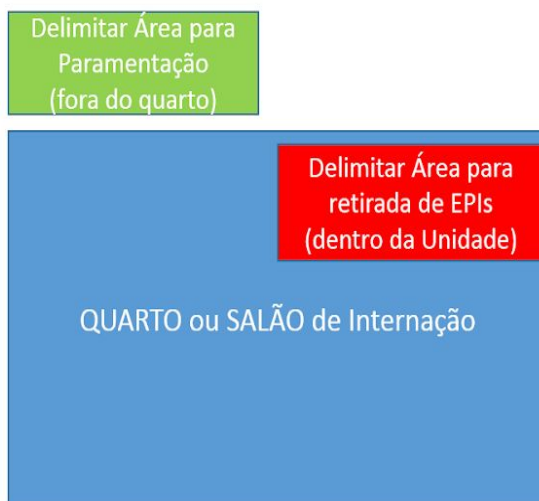 Delimitar Área para
Paramentação
(fora do quarto)
Delimitar Área para
retirada de EPIs
(dentro da Unidade)
QUARTO ou SALÃO de Internação